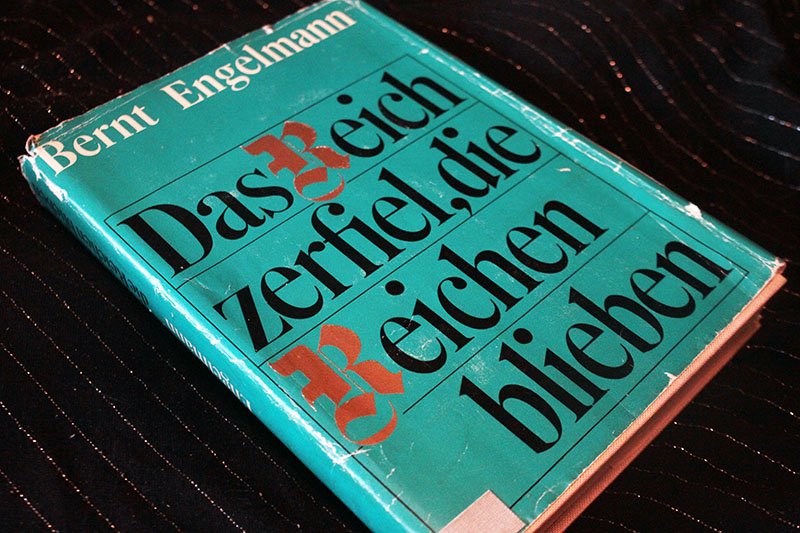 Bernt Engelmann
Das Reich
zerfiel, die
Reichen
blieben